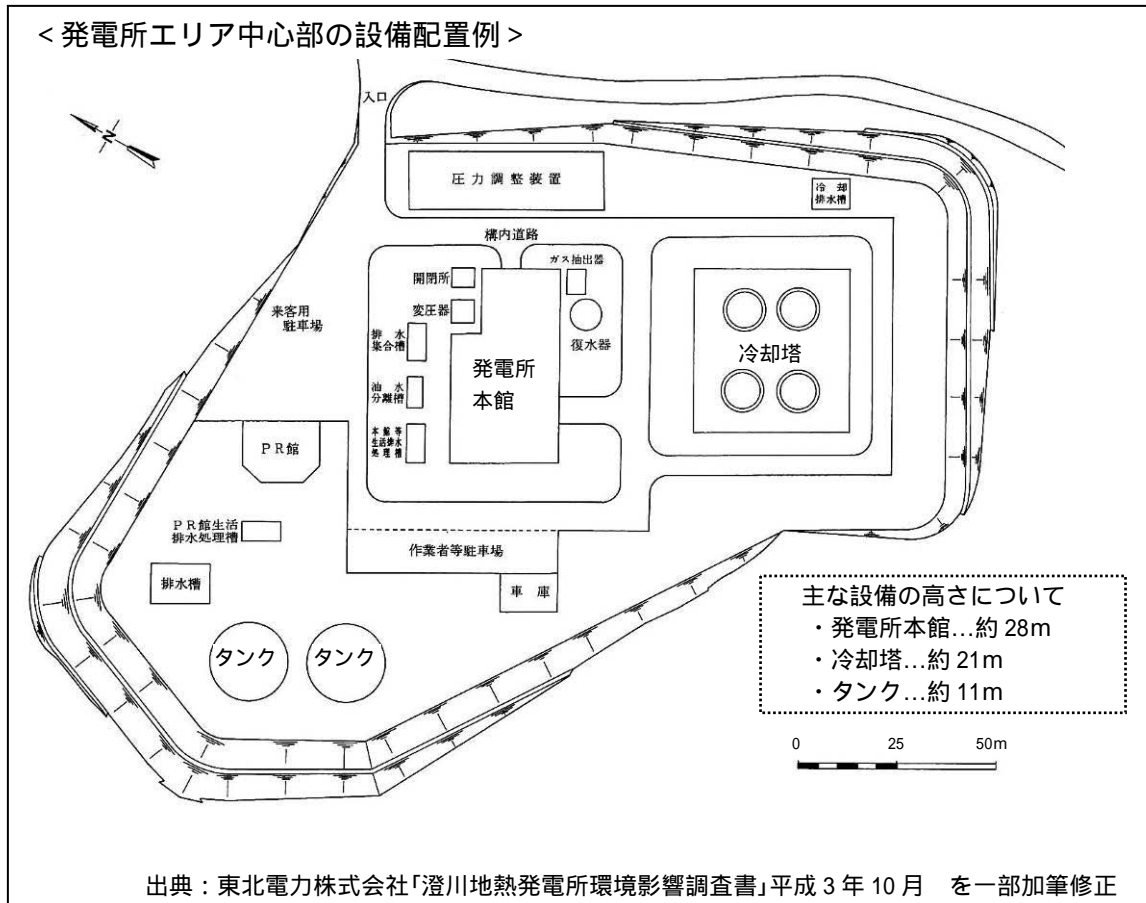 <発電所エリア中心部の設備配置例>
入口
N
圧力調整装置
冷却
排水槽
構内道路
ガス抽出器
開閉所
変圧器
復水器
来客用
駐車場
排水
集合槽
発電所
本館
冷却塔
油水
分離槽
本館等
生活排水
処理槽
PR館
PR館生活
排水処理槽
作業者等駐車場
排水槽
車庫
タンク
タンク
主な設備の高さについて
・発電所本館…約28m
・冷却塔…約21m
・タンク…約11m
0 25 50m
出典:東北電力株式会社「澄川地熱発電所環境影響調査書」平成3年10月 を一部加筆修正